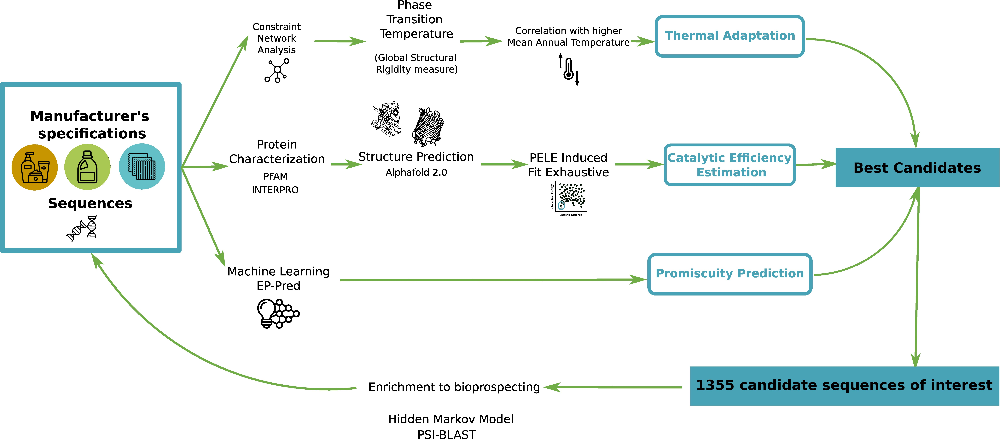 Manufacturer's
specifications
Sequences
Constraint
Network
Analysis
Phase
Transition
Temperature
(Global Structural
Rigidity measure)
Correlation with higher
Mean Annual Temperature
Thermal Adaptation
Protein
Characterization
PFAM
INTERPRO
Structure Prediction
Alphafold 2.0
PELE Induced
Fit Exhaustive
Interaction Energy
Catalytic Distance
Catalytic Efficiency
Estimation
Best Candidates
Machine Learning
EP-Pred
Promiscuity Prediction
1355 candidate sequences of interest
Enrichment to bioprospecting
Hidden Markov Model
PSI-BLAST